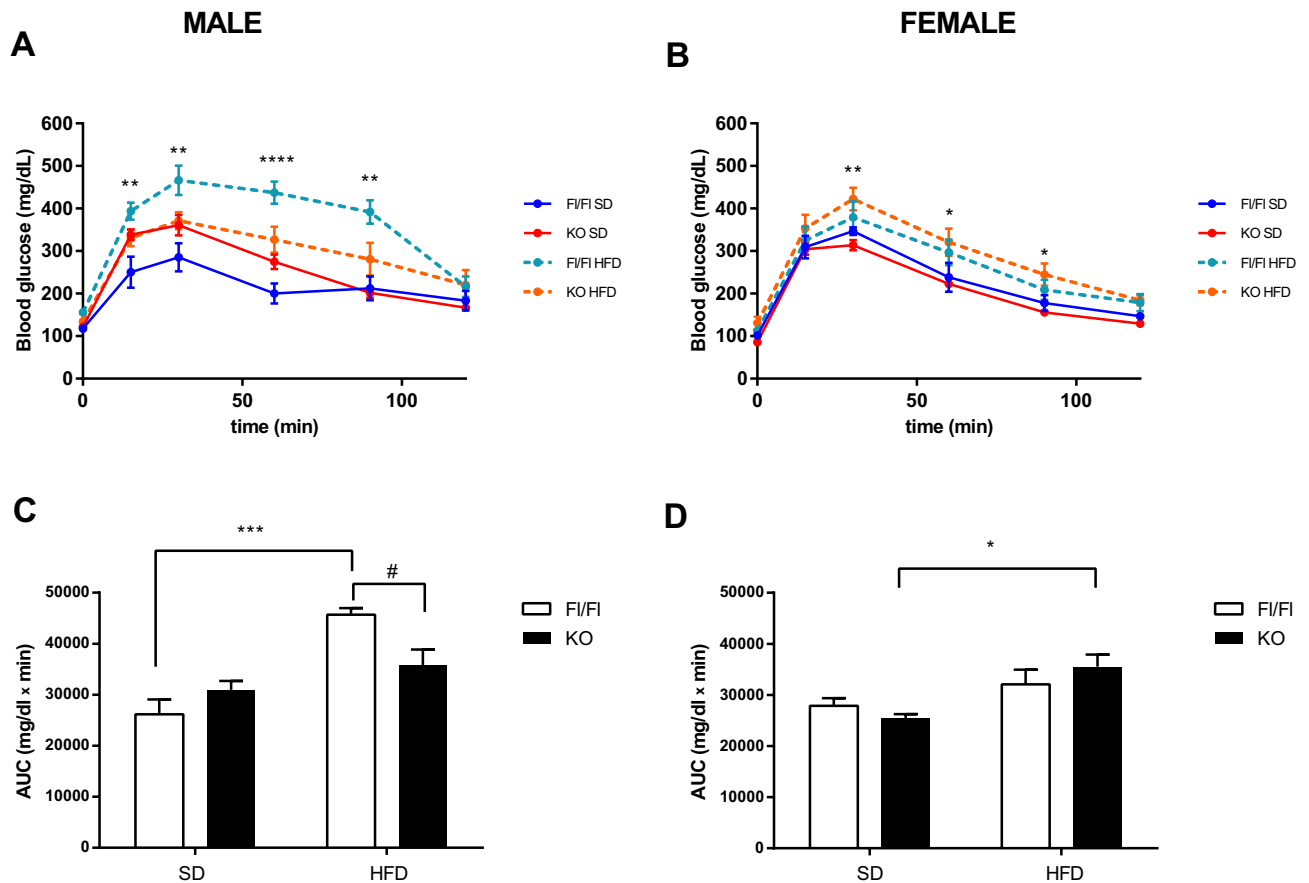 MALE
FEMALE
A
B
Blood glucose (mg/dL)
600
500
400
300
200
100
0
** ** **** **
0 50 100
time (min)
Fl/Fl SD
KO SD
Fl/Fl HFD
KO HFD
Blood glucose (mg/dL)
600
500
400
300
200
100
0
** * *
0 50 100
time (min)
Fl/Fl SD
KO SD
Fl/Fl HFD
KO HFD
C
D
AUC (mg/dl x min)
50000
40000
30000
20000
10000
0
***
#
SD HFD
Fl/Fl
KO
AUC (mg/dl x min)
50000
40000
30000
20000
10000
0
*
SD HFD
Fl/Fl
KO